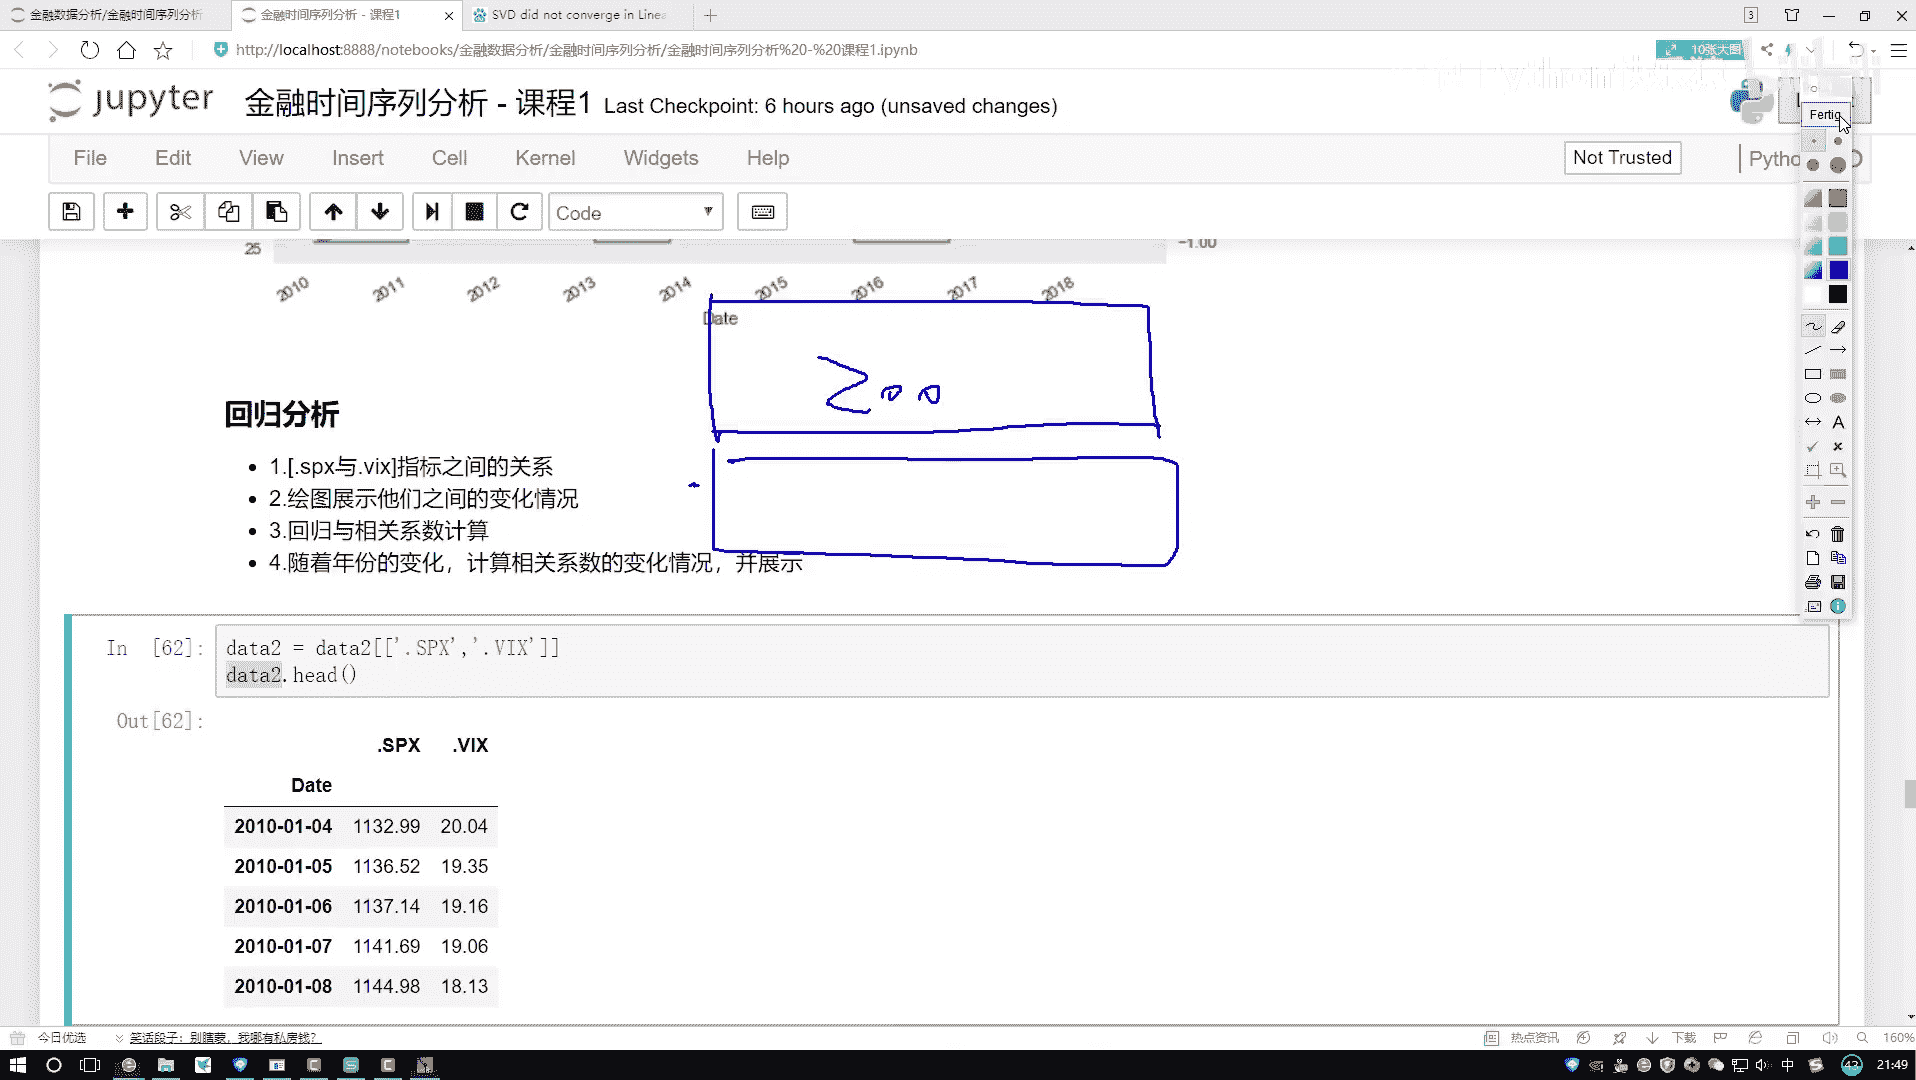 金融数据分析/金融时间序列分析
金融时间序列分析 - 课程1
SVD did not converge in Linea
3
http://localhost:8888/notebooks/金融数据分析/金融时间序列分析/金融时间序列分析%20-%20课程1.ipynb
10张大图
jupyter 金融时间序列分析 - 课程1 Last Checkpoint: 6 hours ago (unsaved changes)
Fertig
File Edit View Insert Cell Kernel Widgets Help
Not Trusted
Pytho
Code
25
-1.00
2010 2011 2012 2013 2014 2015 2016 2017 2018
Date
200
回归分析
1.[.spx与.vix]指标之间的关系
2.绘图展示他们之间的变化情况
3.回归与相关系数计算
4.随着年份的变化，计算相关系数的变化情况，并展示
In [62]: data2 = data2[['.SPX','.VIX']]
data2.head()
Out[62]:
.SPX .VIX
Date
2010-01-04 1132.99 20.04
2010-01-05 1136.52 19.35
2010-01-06 1137.14 19.16
2010-01-07 1141.69 19.06
2010-01-08 1144.98 18.13
今日优选 笑话段子：别瞎蒙，我哪有私房钱？
热点资讯 下载 160%
中 43 21:49